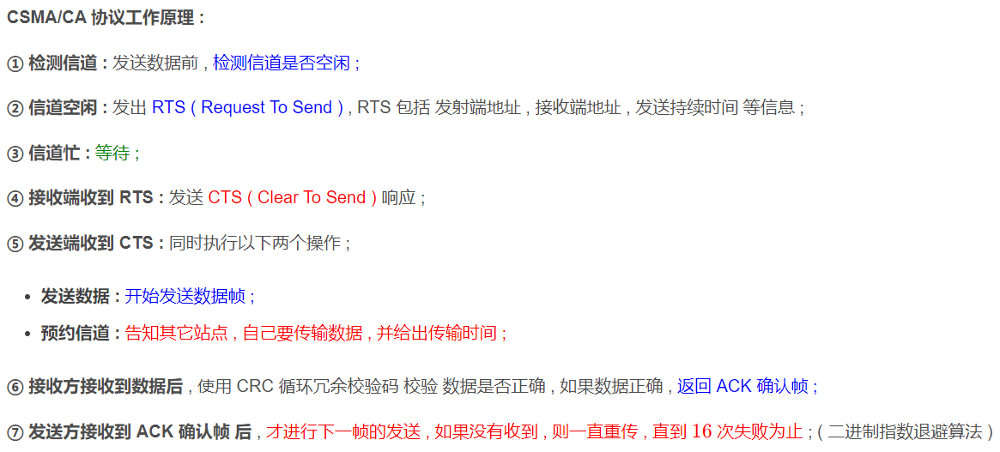 CSMA/CA 协议工作原理 :
① 检测信道 : 发送数据前 , 检测信道是否空闲 ;
② 信道空闲 : 发出 RTS ( Request To Send ) , RTS 包括 发射端地址 , 接收端地址 , 发送持续时间 等信息 ;
③ 信道忙 : 等待 ;
④ 接收端收到 RTS : 发送 CTS ( Clear To Send ) 响应 ;
⑤ 发送端收到 CTS : 同时执行以下两个操作 ;
• 发送数据 : 开始发送数据帧 ;
• 预约信道 : 告知其它站点 , 自己要传输数据 , 并给出传输时间 ;
⑥ 接收方接收到数据后 , 使用 CRC 循环冗余校验码 校验 数据是否正确 , 如果数据正确 , 返回 ACK 确认帧 ;
⑦ 发送方接收到 ACK 确认帧 后 , 才进行下一帧的发送 , 如果没有收到 , 则一直重传 , 直到 16 次失败为止 ; ( 二进制指数退避算法 )